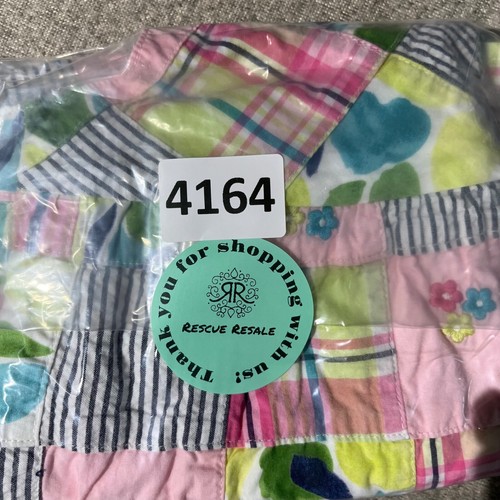 4164
Thank you for shopping with us!
RR
RESCUE RESALE